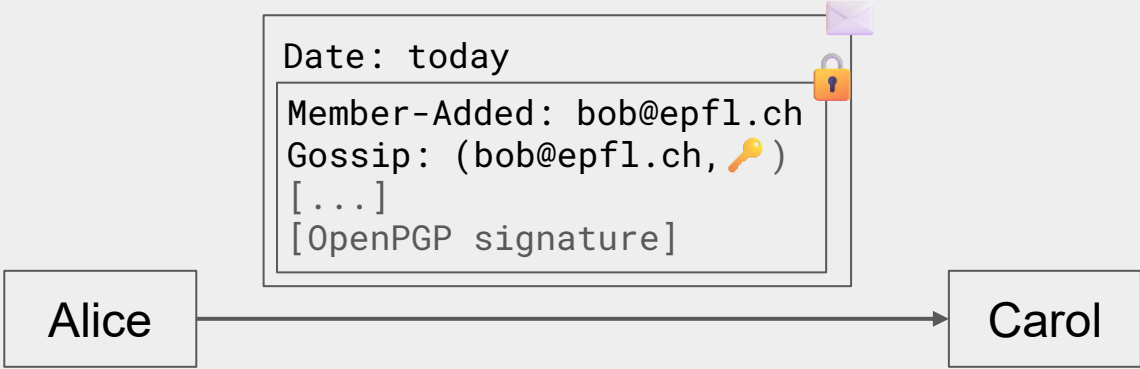 Date: today
Member-Added: bob@epfl.ch
Gossip: (bob@epfl.ch,🔑)
[...]
[OpenPGP signature]
Alice
Carol